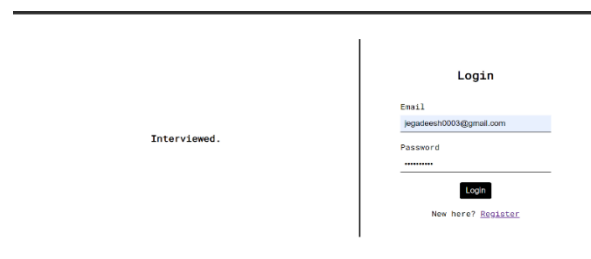 Interviewed.
Login
Email
jegadeesh0003@gmail.com
Password
••••••••••
Login
New here? Register